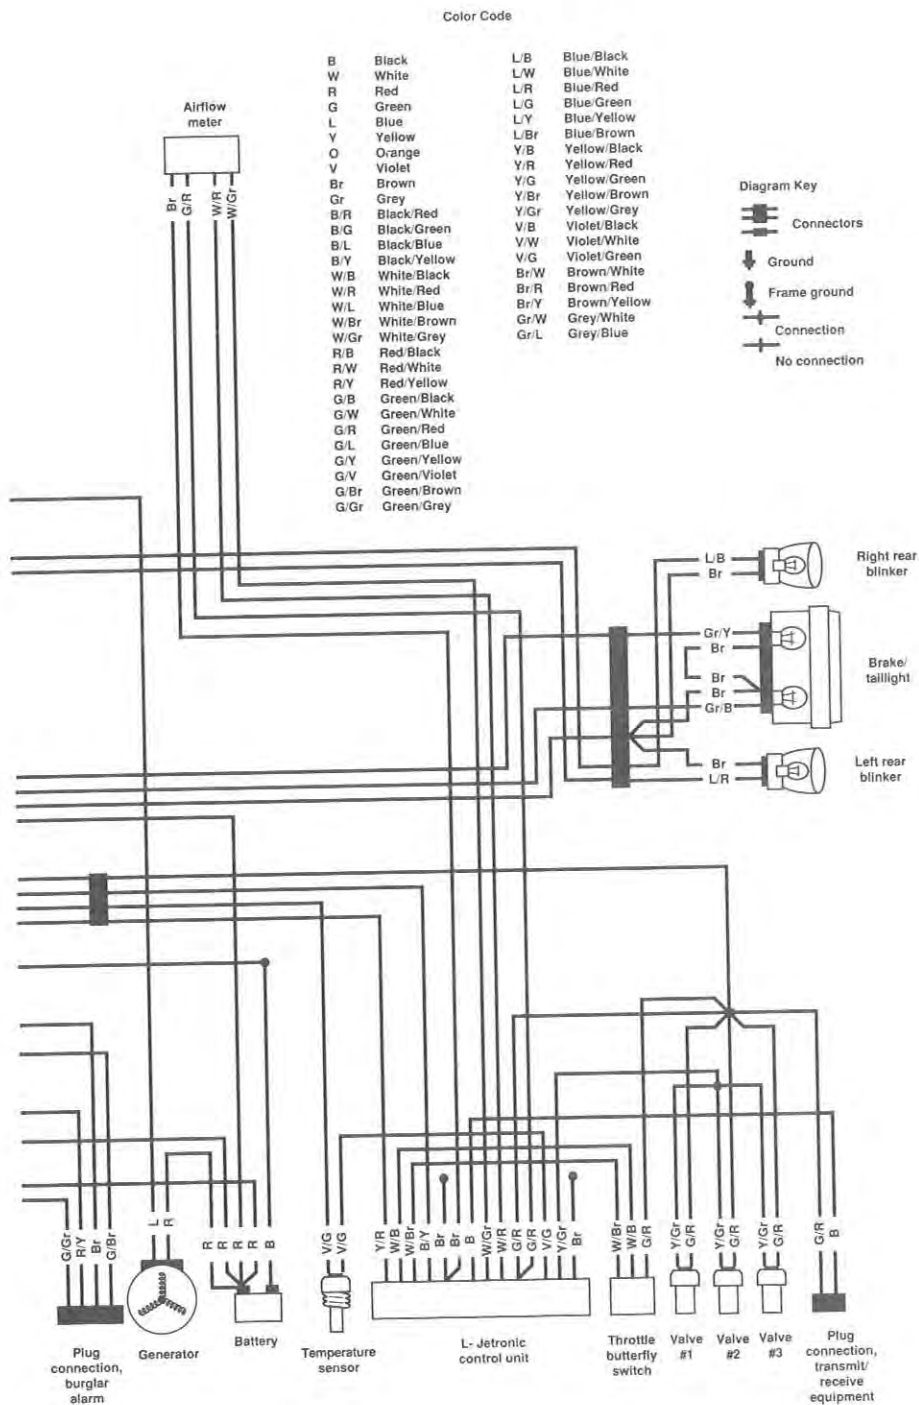 Color Code
B Black
W White
R Red
G Green
L Blue
Y Yellow
O Orange
V Violet
Br Brown
Gr Grey
B/R Black/Red
B/G Black/Green
B/L Black/Blue
B/Y Black/Yellow
W/B White/Black
W/R White/Red
W/L White/Blue
W/Br White/Brown
W/Gr White/Grey
R/B Red/Black
R/W Red/White
R/Y Red/Yellow
G/B Green/Black
G/W Green/White
G/R Green/Red
G/L Green/Blue
G/Y Green/Yellow
G/V Green/Violet
G/Br Green/Brown
G/Gr Green/Grey
L/B Blue/Black
L/W Blue/White
L/R Blue/Red
L/G Blue/Green
L/Y Blue/Yellow
L/Br Blue/Brown
Y/B Yellow/Black
Y/R Yellow/Red
Y/G Yellow/Green
Y/Br Yellow/Brown
Y/Gr Yellow/Grey
V/B Violet/Black
V/W Violet/White
V/G Violet/Green
Br/W Brown/White
Br/R Brown/Red
Br/Y Brown/Yellow
Gr/W Grey/White
Gr/L Grey/Blue
Diagram Key
Connectors
Ground
Frame ground
Connection
No connection
Airflow
meter
Br
G/R
W/R
W/Gr
L/B
Br
Right rear
blinker
Gr/Y
Br
Br
Br
Gr/B
Brake/
taillight
Br
L/R
Left rear
blinker
G/Gr
R/Y
Br
G/Br
L
R
R
R
R
R
B
V/G
V/G
Y/R
W/B
W/Br
B/Y
Br
Br
B
W/Gr
W/R
G/R
G/R
V/G
Y/Gr
Br
W/Br
W/B
G/R
Y/Gr
G/R
Y/Gr
G/R
Y/Gr
G/R
G/R
B
Plug
connection,
burglar
alarm
Generator
Battery
Temperature
sensor
L- Jetronic
control unit
Throttle
butterfly
switch
Valve
#1
Valve
#2
Valve
#3
Plug
connection,
transmit/
receive
equipment